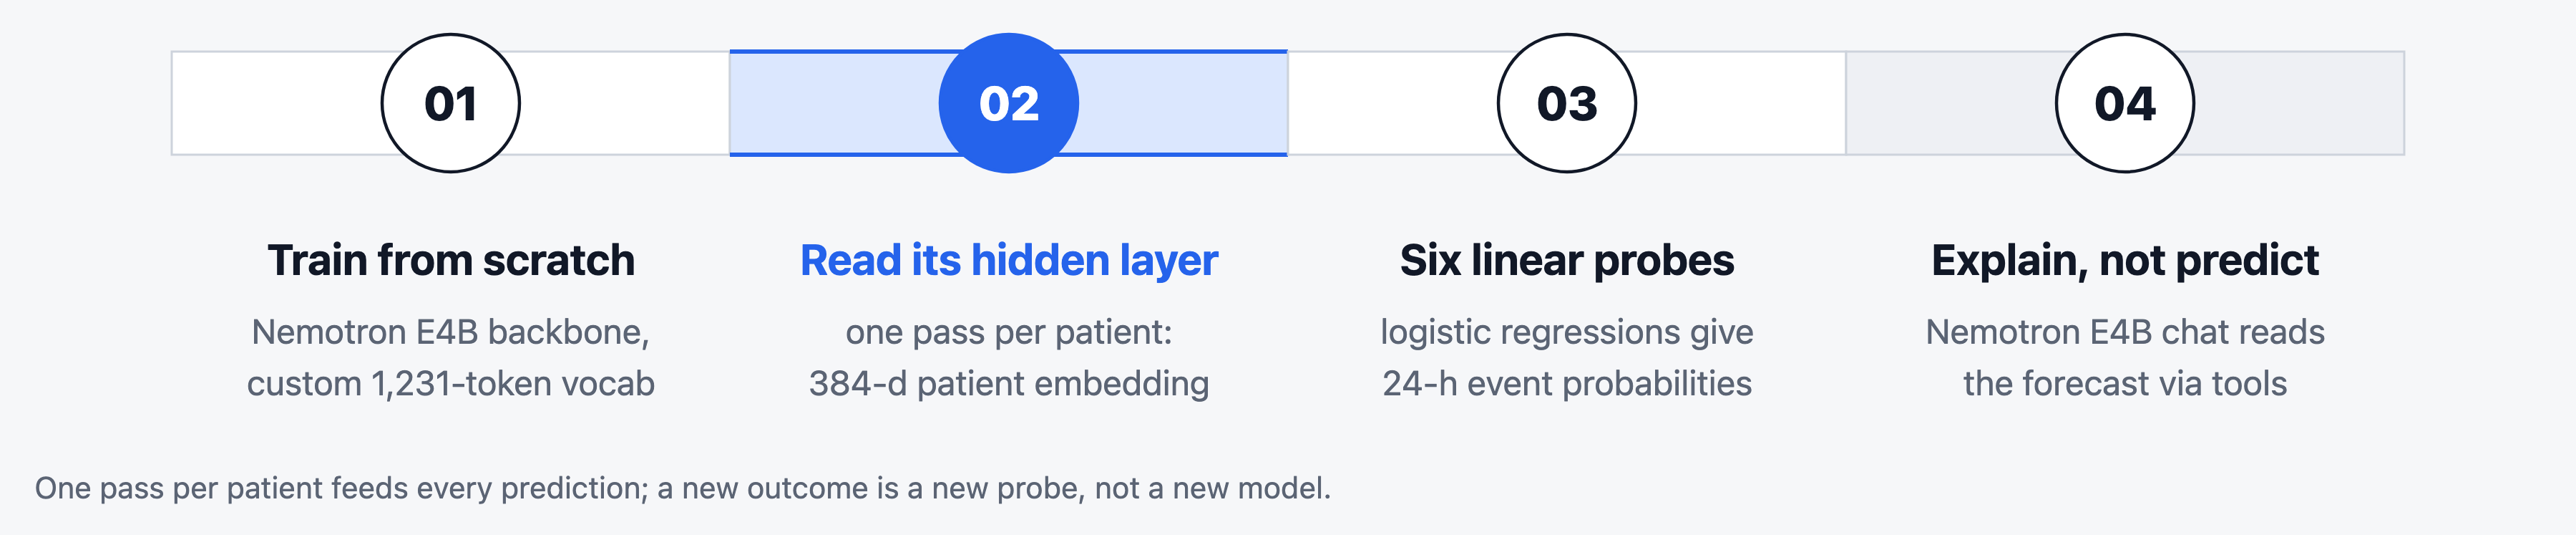 01
02
03
04
Train from scratch
Nemotron E4B backbone,
custom 1,231-token vocab
Read its hidden layer
one pass per patient:
384-d patient embedding
Six linear probes
logistic regressions give
24-h event probabilities
Explain, not predict
Nemotron E4B chat reads
the forecast via tools
One pass per patient feeds every prediction; a new outcome is a new probe, not a new model.